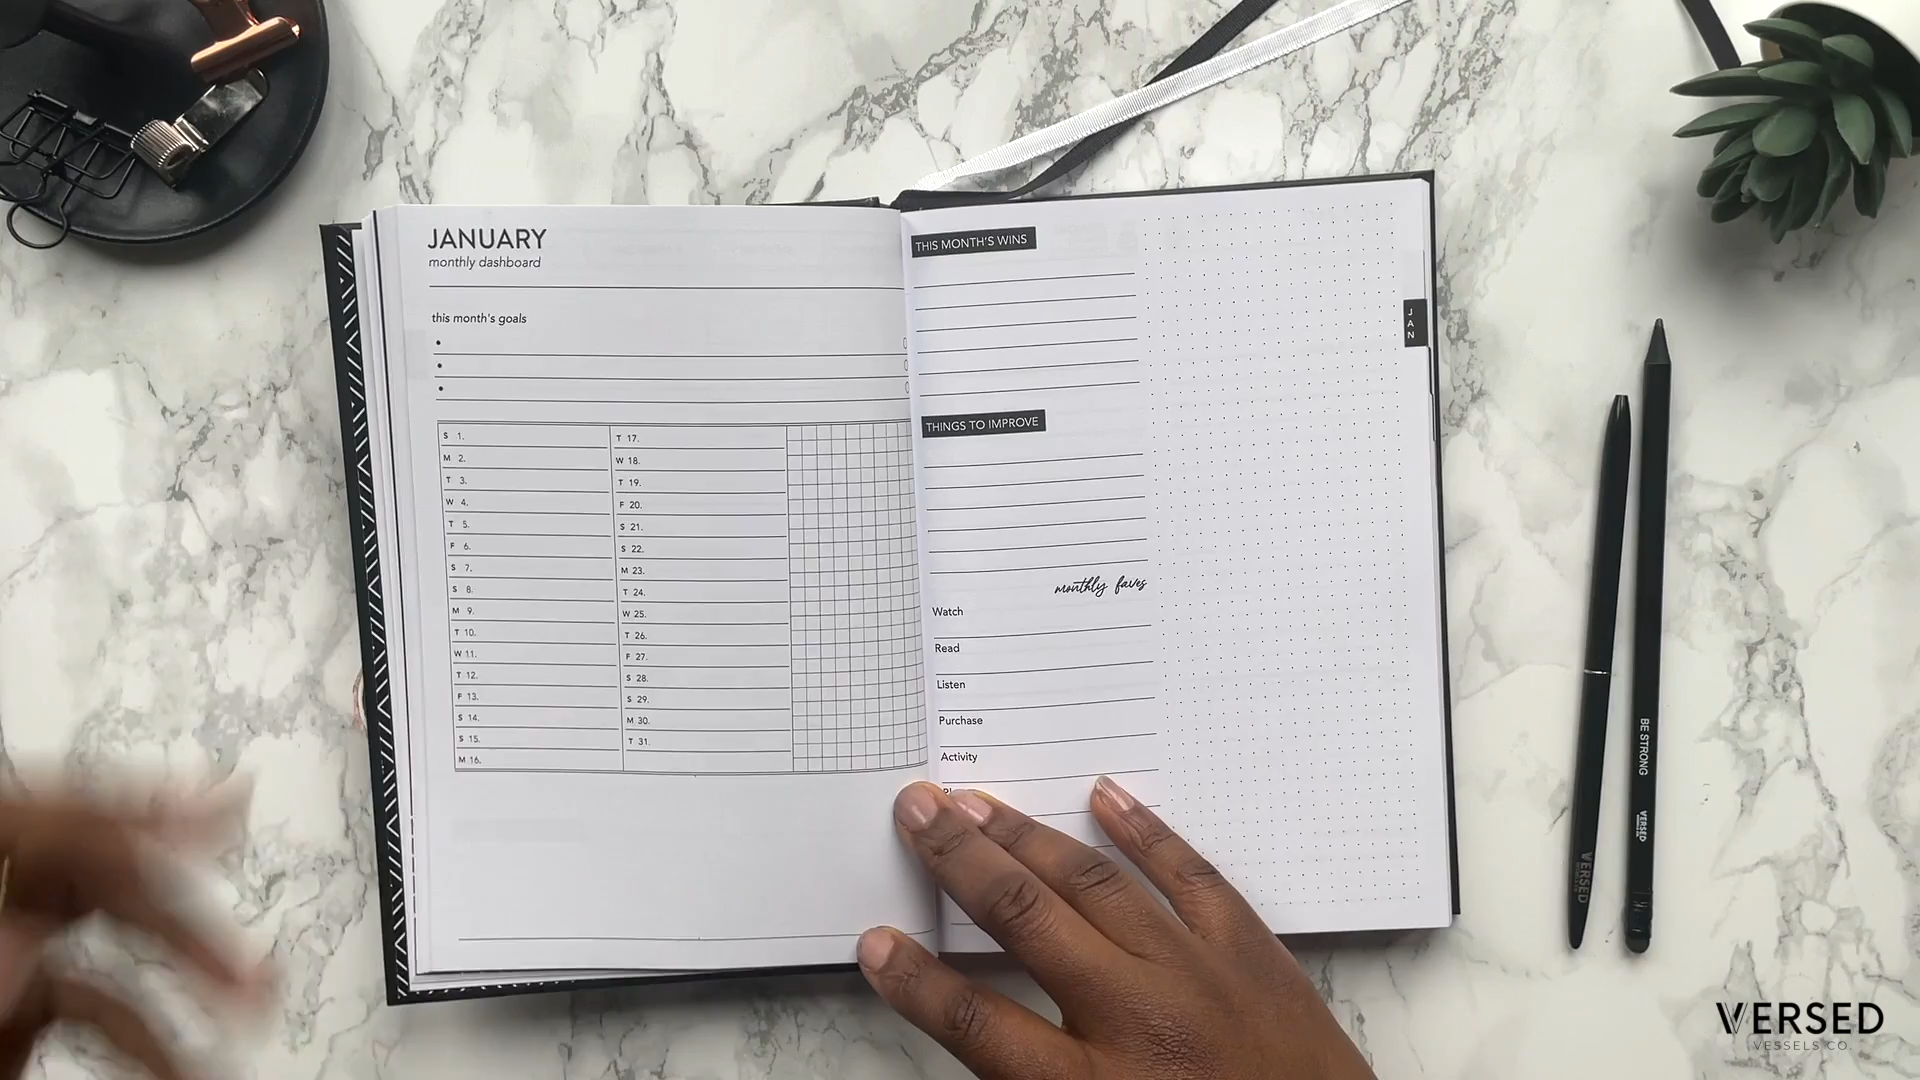 JANUARY
monthly dashboard
this month's goals
S 1.
M 2.
T 3.
W 4.
T 5.
F 6.
S 7.
S 8.
M 9.
T 10.
W 11.
T 12.
F 13.
S 14.
S 15.
M 16.
T 17.
W 18.
T 19.
F 20.
S 21.
S 22.
M 23.
T 24.
W 25.
T 26.
F 27.
S 28.
S 29.
M 30.
T 31.
THIS MONTH'S WINS
THINGS TO IMPROVE
monthly faves
Watch
Read
Listen
Purchase
Activity
JAN
BE STRONG
VERSED
VERSED
VERSED
VESSELS CO.